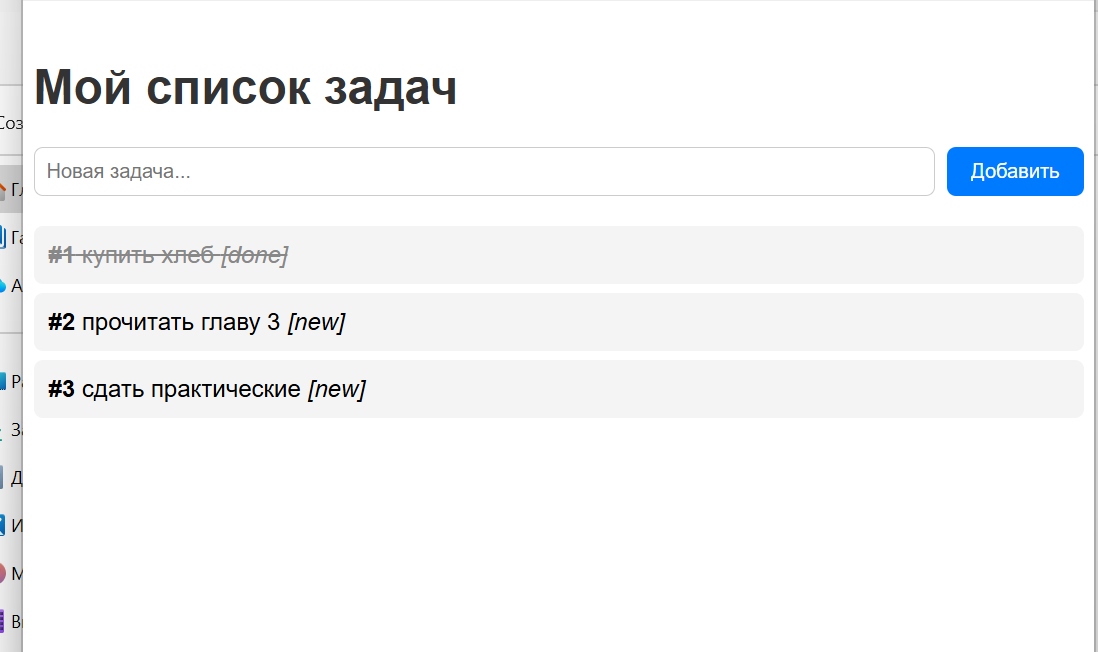 Мой список задач
Новая задача...
Добавить
#1 купить хлеб [done]
#2 прочитать главу 3 [new]
#3 сдать практические [new]